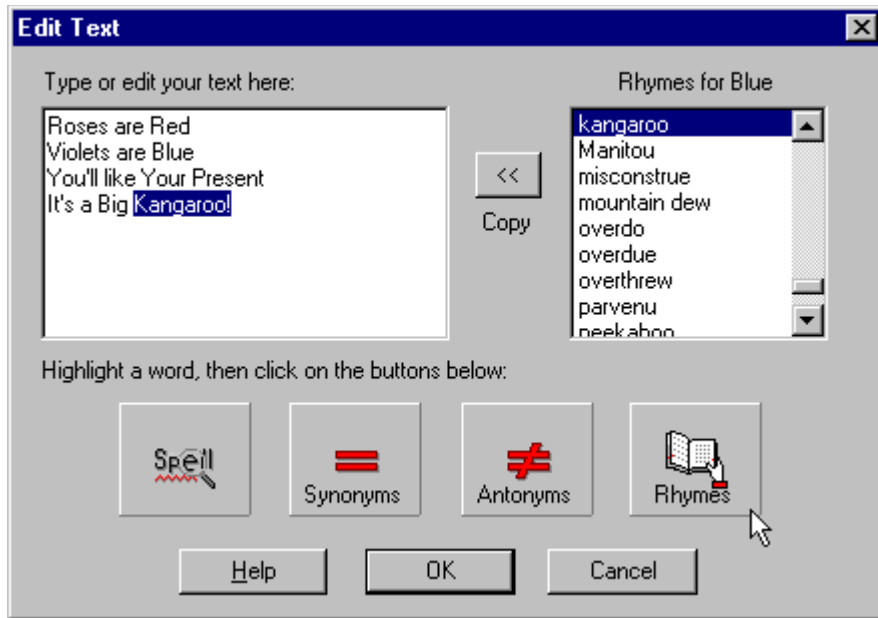 Edit Text
Type or edit your text here:
Roses are Red
Violets are Blue
You'll like Your Present
It's a Big Kangaroo!
<<
Copy
Rhymes for Blue
kangaroo
Manitou
misconstrue
mountain dew
overdo
overdue
overthrew
parvenu
peekaboo
Highlight a word, then click on the buttons below:
Spell
Synonyms
Antonyms
Rhymes
Help
OK
Cancel